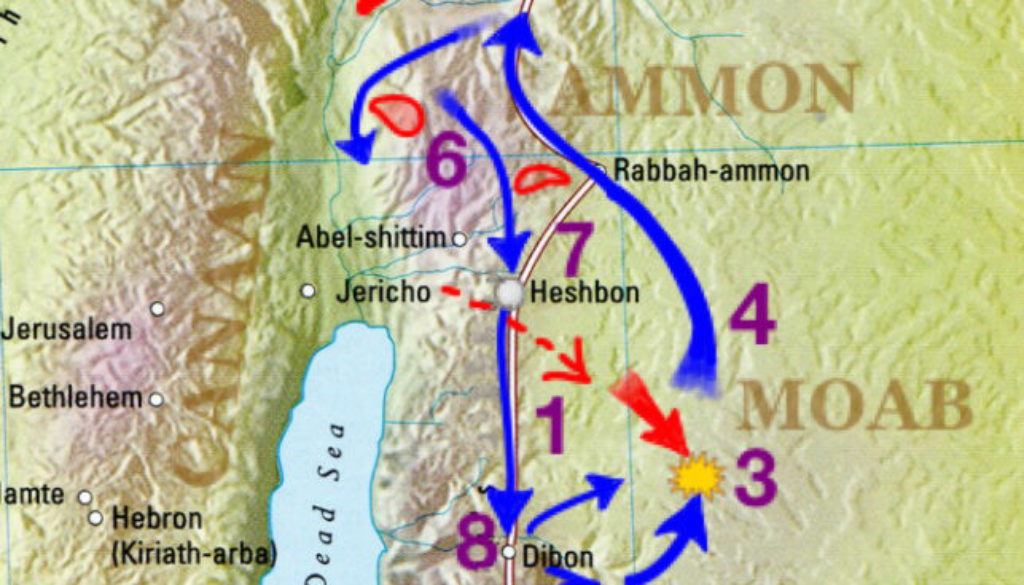 AMMON
6
Rabbah-ammon
CANAAN
Abel-shittim
7
Jericho
Heshbon
4
Jerusalem
Bethlehem
MOAB
1
Dead Sea
3
Hebron
(Kiriath-arba)
8
Dibon